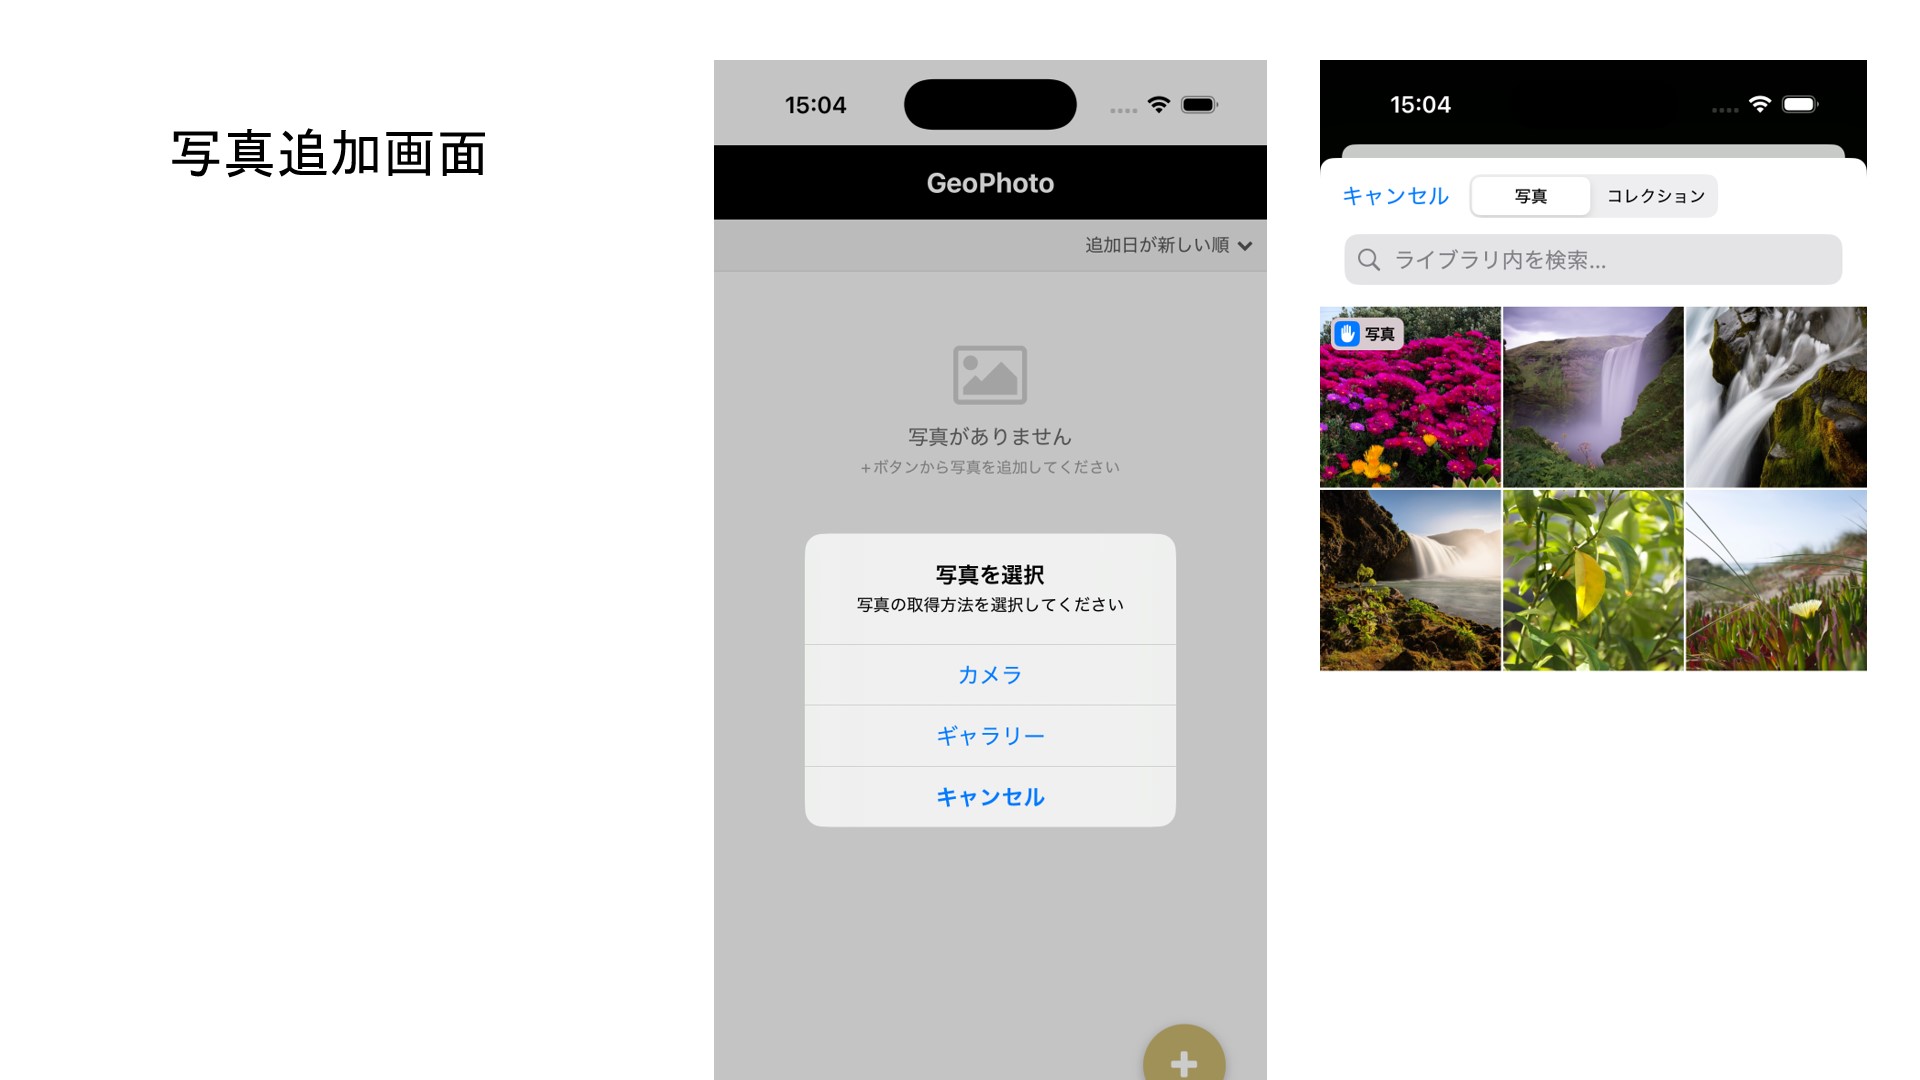 写真追加画面
15:04
GeoPhoto
追加日が新しい順
写真がありません
+ボタンから写真を追加してください
写真を選択
写真の取得方法を選択してください
カメラ
ギャラリー
キャンセル
+
15:04
キャンセル 写真 コレクション
ライブラリ内を検索...
写真